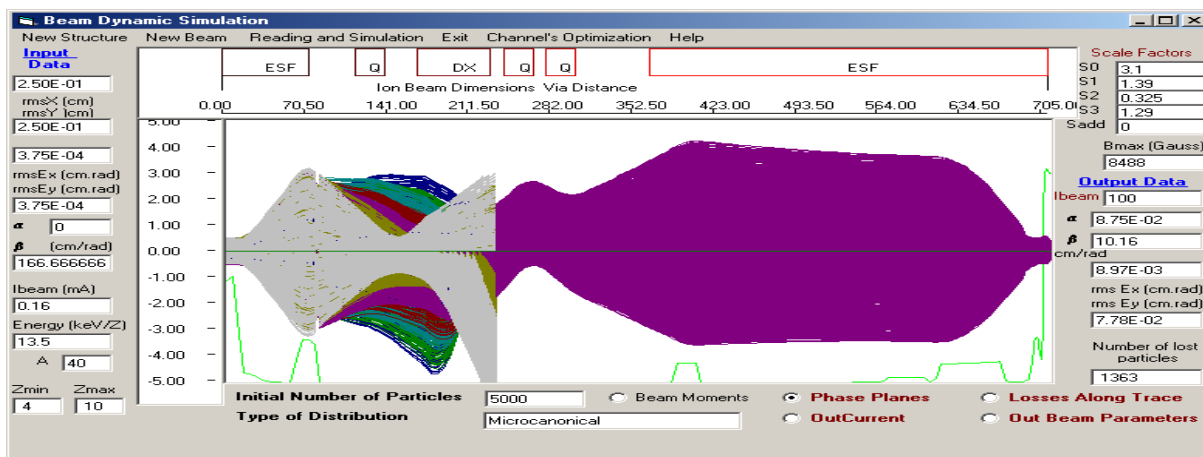 Beam Dynamic Simulation
New Structure New Beam Reading and Simulation Exit Channel's Optimization Help
Input
Data
2.50E-01
rmsX (cm)
rmsY (cm)
2.50E-01
3.75E-04
rmsEx (cm.rad)
rmsEy (cm.rad)
3.75E-04
α 0
β (cm/rad)
166.666666
Ibeam (mA)
0.16
Energy (keV/Z)
13.5
A 40
Zmin Zmax
4 10
ESF Q DX Q Q ESF
Ion Beam Dimensions Via Distance
0.00 70.50 141.00 211.50 282.00 352.50 423.00 493.50 564.00 634.50 705.00
5.00
4.00
3.00
2.00
1.00
0.00
-1.00
-2.00
-3.00
-4.00
-5.00
Scale Factors
S0 3.1
S1 1.39
S2 0.325
S3 1.29
Sadd 0
Bmax (Gauss)
8488
Output Data
Ibeam 100
α 8.75E-02
β 10.16
cm/rad
8.97E-03
rms Ex (cm.rad)
rms Ey (cm.rad)
7.78E-02
Number of lost
particles
1363
Initial Number of Particles 5000 Beam Moments Phase Planes Losses Along Trace
Type of Distribution Microcanonical OutCurrent Out Beam Parameters